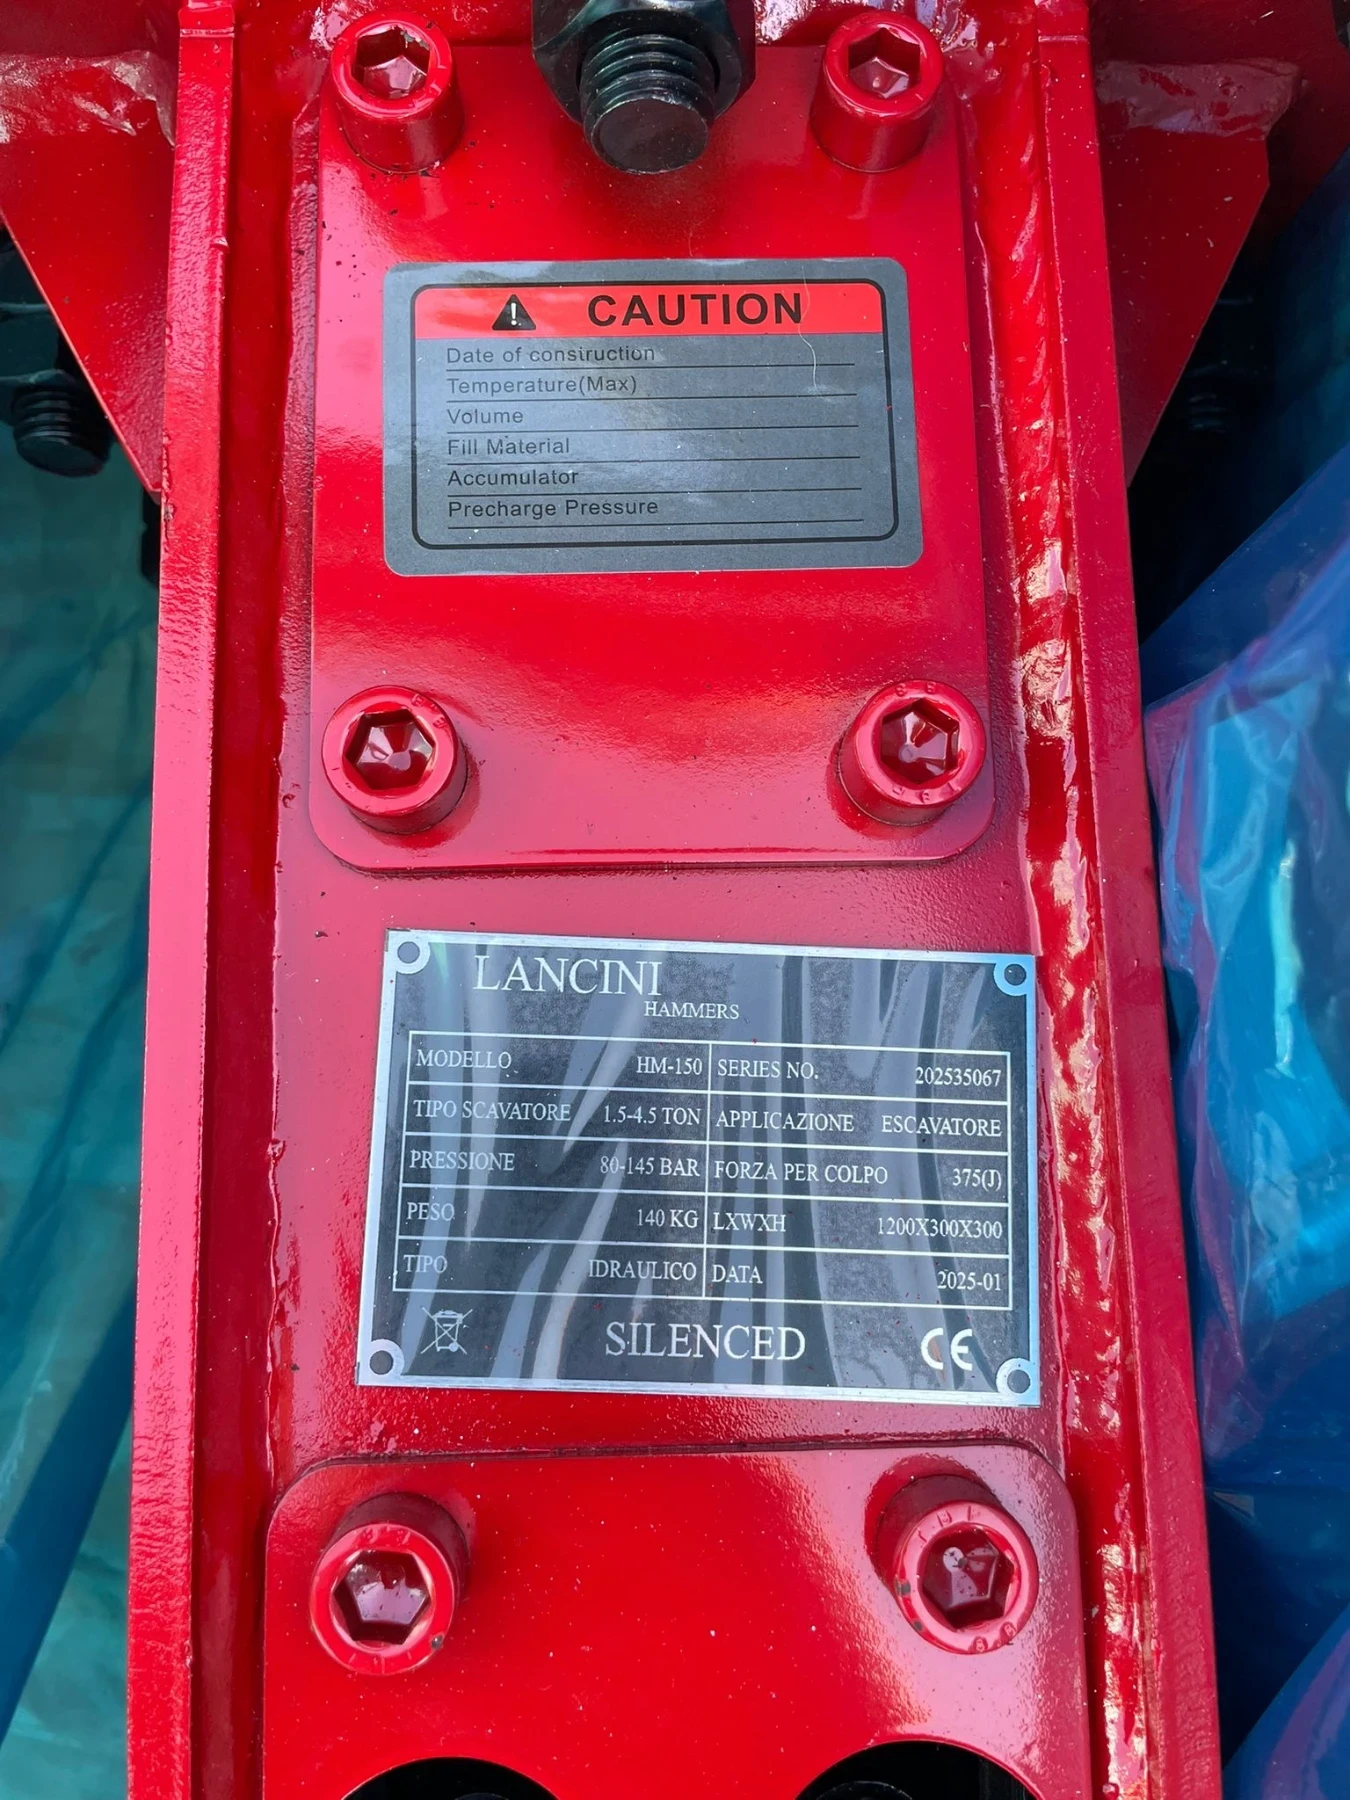 CAUTION
Date of construction
Temperature(Max)
Volume
Fill Material
Accumulator
Precharge Pressure
LANCINI
HAMMERS
MODELLO HM-150 SERIES NO. 202535067
TIPO SCAVATORE 1.5-4.5 TON APPLICAZIONE ESCAVATORE
PRESSIONE 80-145 BAR FORZA PER COLPO 375(J)
PESO 140 KG LXWXH 1200X300X300
TIPO IDRAULICO DATA 2025-01
SILENCED CE